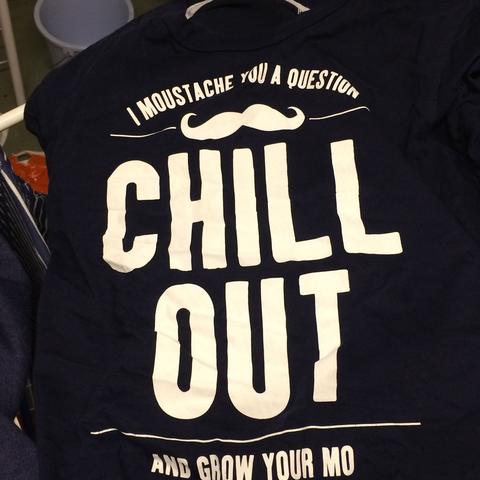 I MOUSTACHE YOU A QUESTION
CHILL
OUT
AND GROW YOUR MO